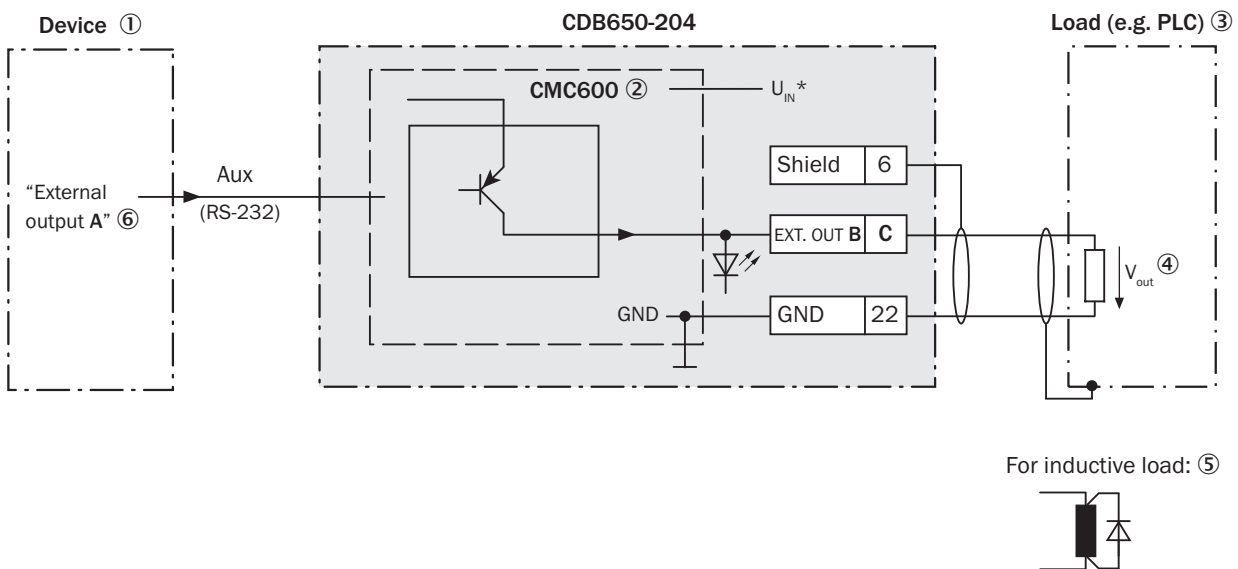 Device ①
CDB650-204
Load (e.g. PLC) ③
CMC600 ②
U_IN*
"External
output A" ⑥
Aux
(RS-232)
Shield 6
EXT. OUT B C
V_out ④
GND
GND 22
For inductive load: ⑤